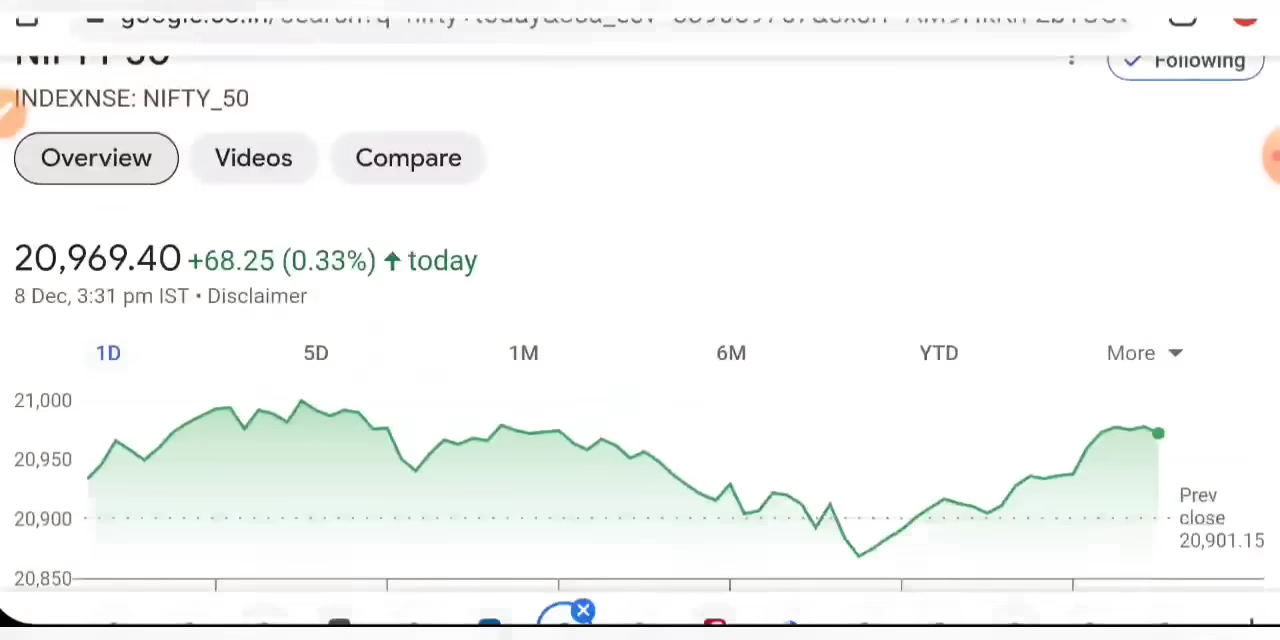 NIFTY 50
Following
INDEXNSE: NIFTY_50
Overview Videos Compare
20,969.40 +68.25 (0.33%) ↑ today
8 Dec, 3:31 pm IST • Disclaimer
1D 5D 1M 6M YTD More
21,000
20,950
20,900
20,850
Prev
close
20,901.15